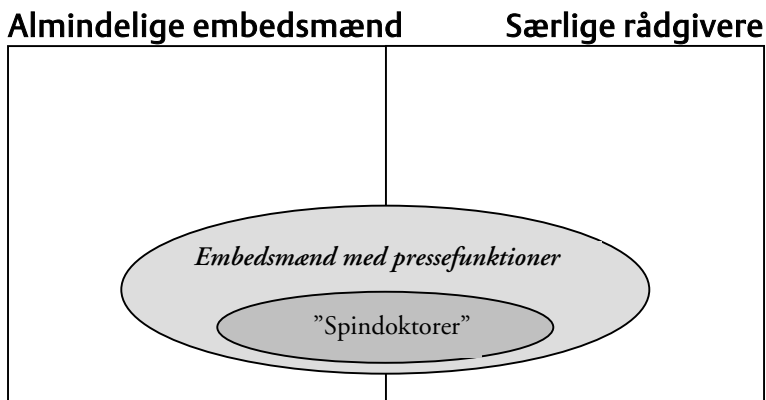 Almindelige embedsmænd
Særlige rådgivere
Embedsmænd med pressefunktioner
”Spindoktorer”